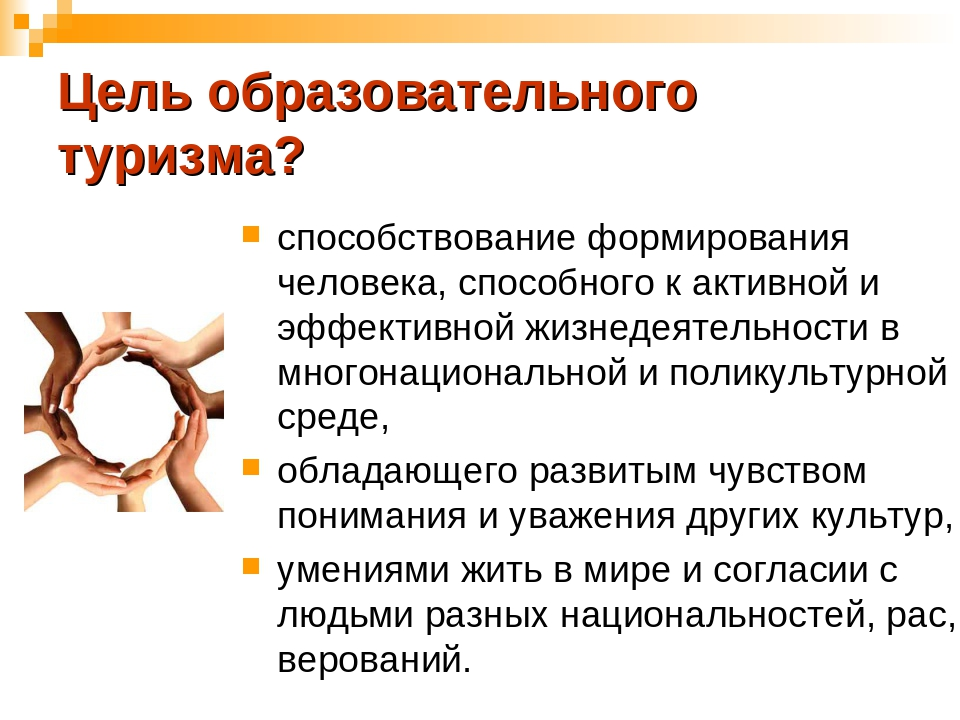 Цель образовательного
туризма?
способствование формирования
человека, способного к активной и
эффективной жизнедеятельности в
многонациональной и поликультурной
среде,
обладающего развитым чувством
понимания и уважения других культур,
умениями жить в мире и согласии с
людьми разных национальностей, рас,
верований.